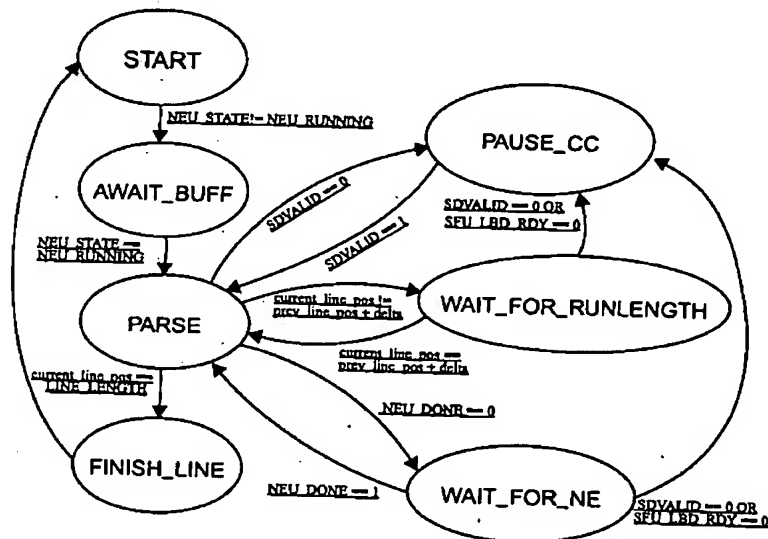 START
NEU_STATE!= NEU_RUNNING
PAUSE_CC
AWAIT_BUFF
SDVALID == 0
SDVALID == 1
SDVALID == 0 OR
SFU_LBD_RDY == 0
NEU_STATE ==
NEU_RUNNING
PARSE
current_line_pos !=
prev_line_pos + delta
WAIT_FOR_RUNLENGTH
current_line_pos ==
prev_line_pos + delta
current_line_pos ==
LINE_LENGTH
NEU_DONE == 0
FINISH_LINE
NEU_DONE == 1
WAIT_FOR_NE
SDVALID == 0 OR
SFU_LBD_RDY == 0